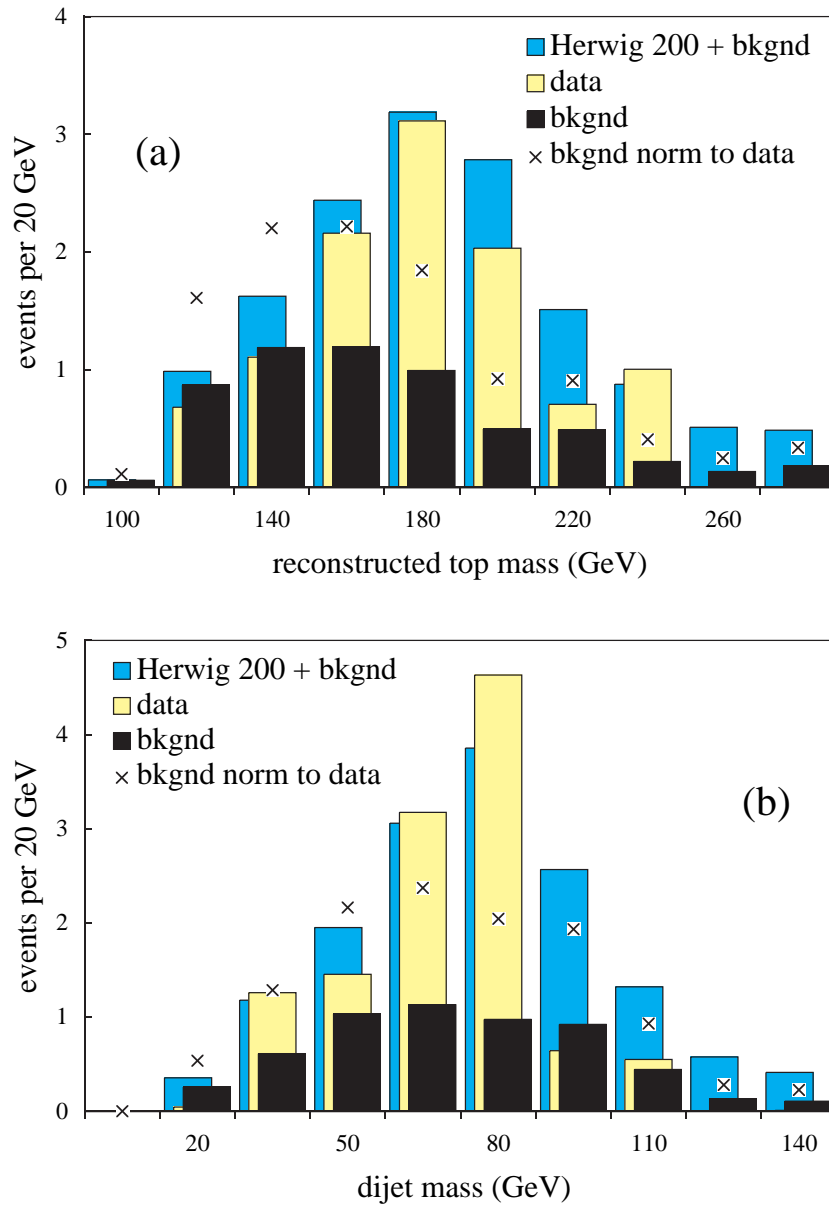 4
3
2
1
0
events per 20 GeV
(a)
Herwig 200 + bkgnd
data
bkgnd
× bkgnd norm to data
100 140 180 220 260
reconstructed top mass (GeV)
5
4
3
2
1
0
events per 20 GeV
Herwig 200 + bkgnd
data
bkgnd
× bkgnd norm to data
(b)
20 50 80 110 140
dijet mass (GeV)